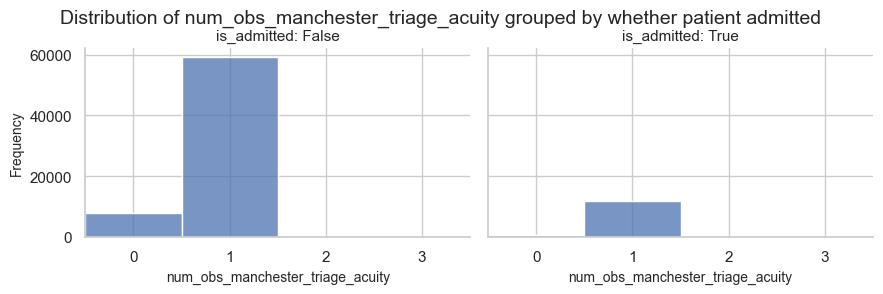 Distribution of num_obs_manchester_triage_acuity grouped by whether patient admitted
is_admitted: False
is_admitted: True
Frequency
60000
40000
20000
0
0 1 2 3
0 1 2 3
num_obs_manchester_triage_acuity
num_obs_manchester_triage_acuity